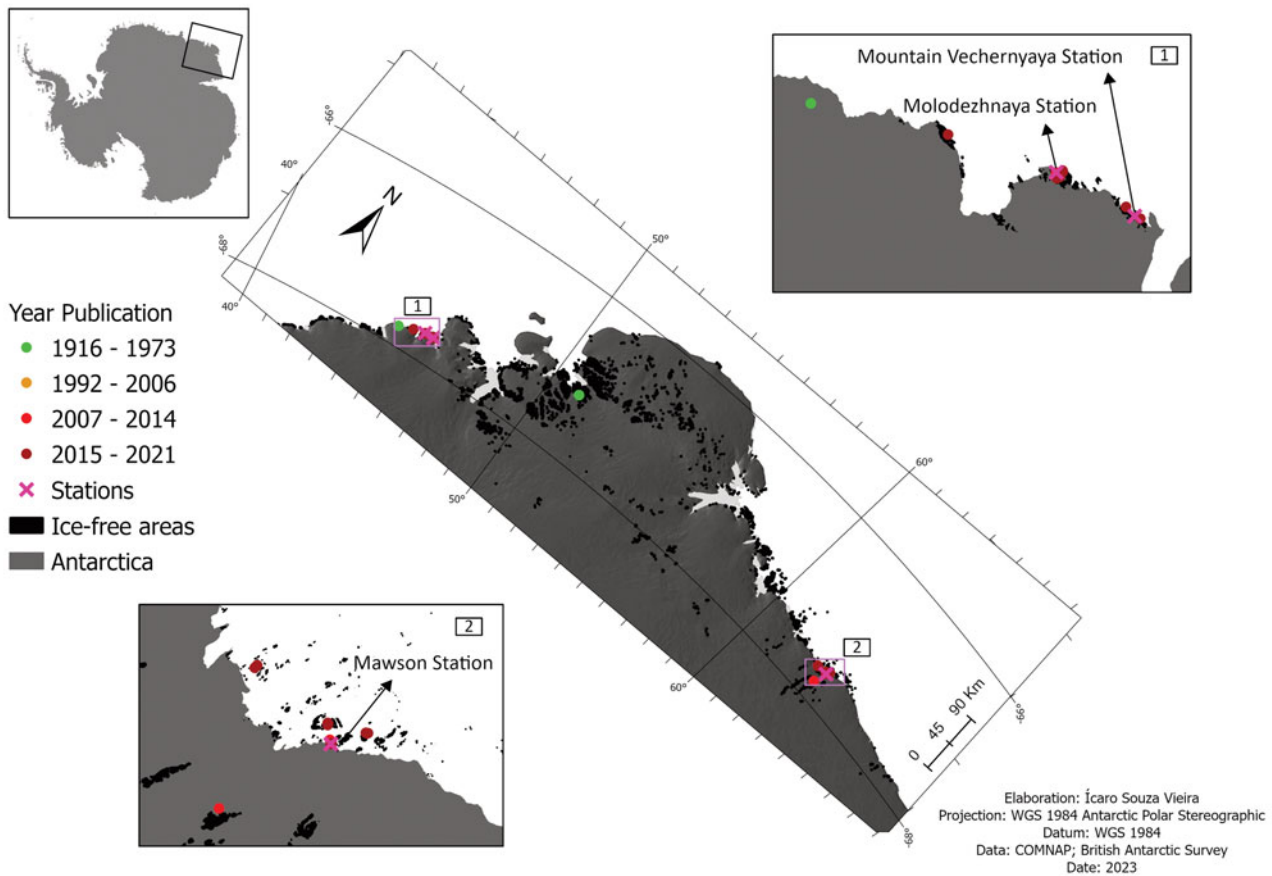 Mountain Vechernyaya Station
1
Molodezhnaya Station
-66°
40°
N
50°
-68°
40°
1
Year Publication
1916 - 1973
1992 - 2006
2007 - 2014
2015 - 2021
Stations
Ice-free areas
Antarctica
50°
60°
2
Mawson Station
2
60°
0 45 90 Km
-66°
-68°
Elaboration: Ícaro Souza Vieira
Projection: WGS 1984 Antarctic Polar Stereographic
Datum: WGS 1984
Data: COMNAP; British Antarctic Survey
Date: 2023